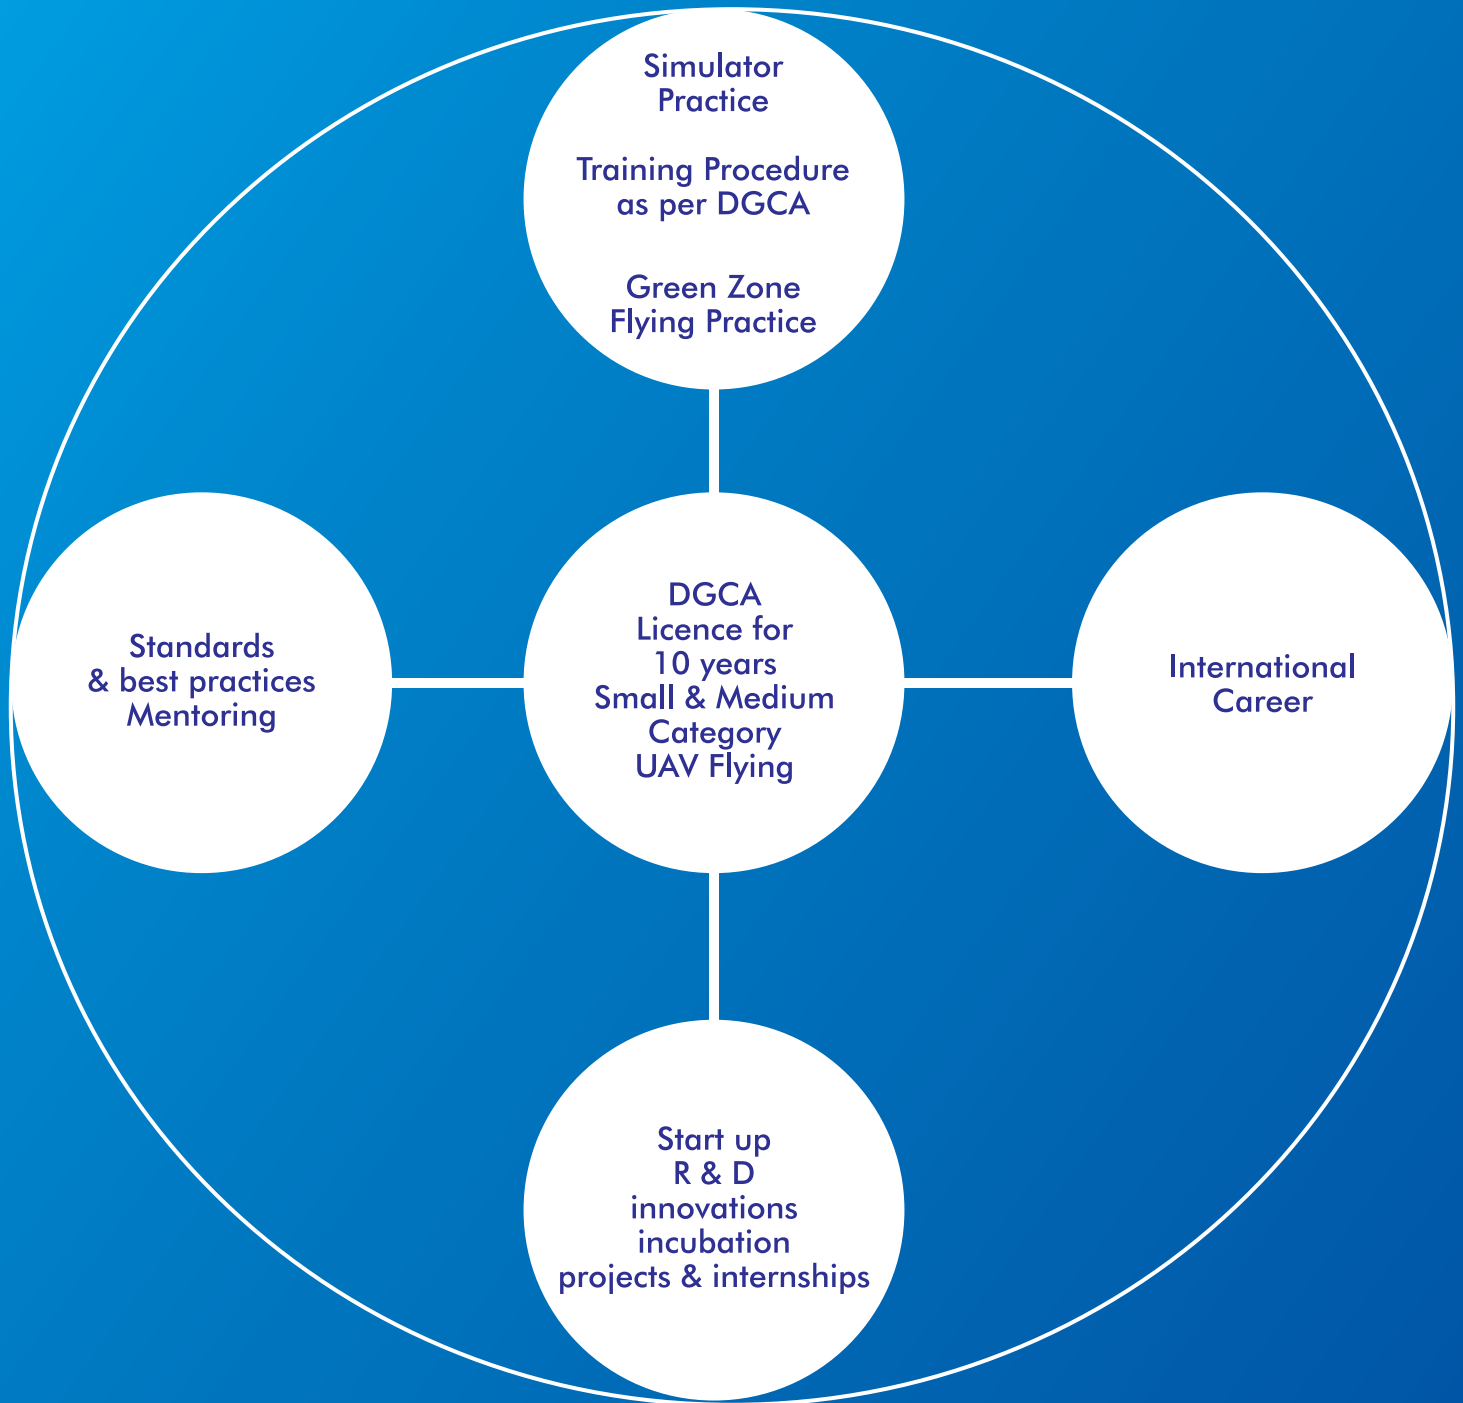 Simulator
Practice
Training Procedure
as per DGCA
Green Zone
Flying Practice
Standards
& best practices
Mentoring
DGCA
Licence for
10 years
Small & Medium
Category
UAV Flying
International
Career
Start up
R & D
innovations
incubation
projects & internships